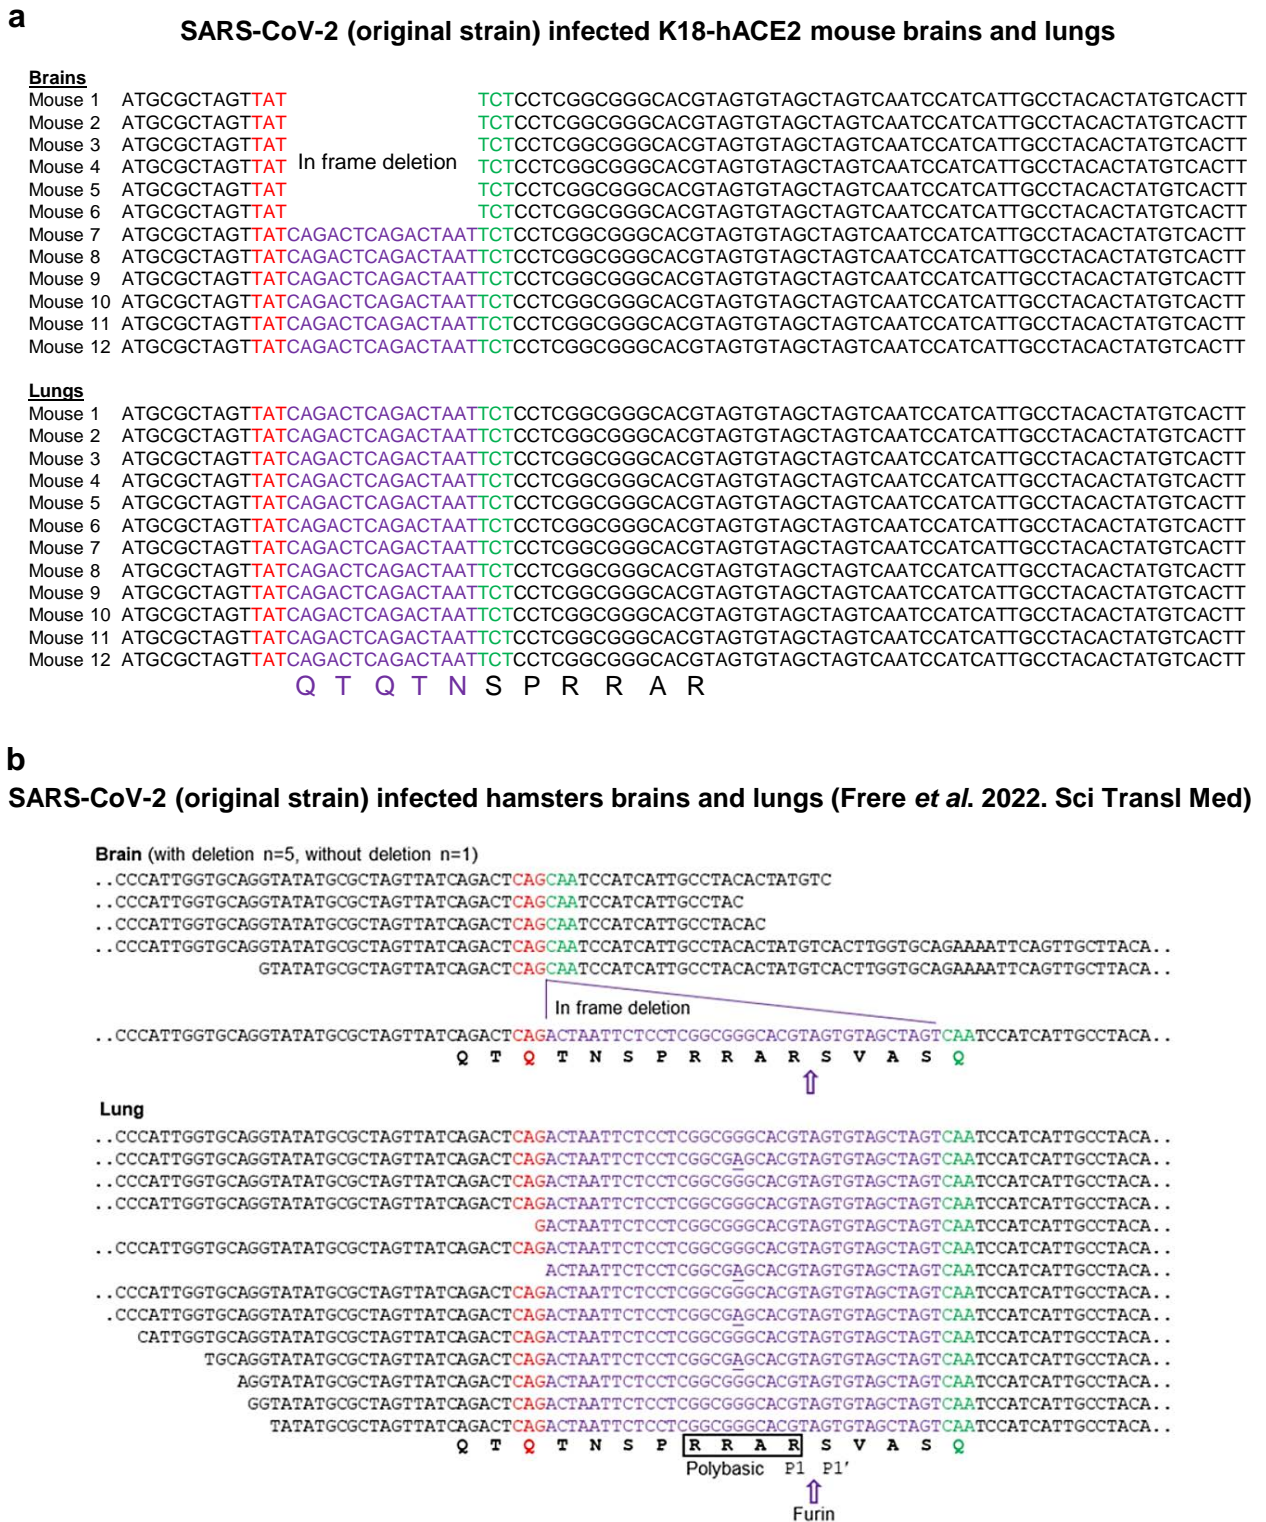 a
SARS-CoV-2 (original strain) infected K18-hACE2 mouse brains and lungs
Brains
Mouse 1 ATGCGCTAGTTAT TCTCCTCGGCGGGCACGTAGTGTAGCTAGTCAATCCATCATTGCCTACACTATGTCACTT
Mouse 2 ATGCGCTAGTTAT TCTCCTCGGCGGGCACGTAGTGTAGCTAGTCAATCCATCATTGCCTACACTATGTCACTT
Mouse 3 ATGCGCTAGTTAT TCTCCTCGGCGGGCACGTAGTGTAGCTAGTCAATCCATCATTGCCTACACTATGTCACTT
Mouse 4 ATGCGCTAGTTAT In frame deletion TCTCCTCGGCGGGCACGTAGTGTAGCTAGTCAATCCATCATTGCCTACACTATGTCACTT
Mouse 5 ATGCGCTAGTTAT TCTCCTCGGCGGGCACGTAGTGTAGCTAGTCAATCCATCATTGCCTACACTATGTCACTT
Mouse 6 ATGCGCTAGTTAT TCTCCTCGGCGGGCACGTAGTGTAGCTAGTCAATCCATCATTGCCTACACTATGTCACTT
Mouse 7 ATGCGCTAGTTATCAGACTCAGACTAATTCTCCTCGGCGGGCACGTAGTGTAGCTAGTCAATCCATCATTGCCTACACTATGTCACTT
Mouse 8 ATGCGCTAGTTATCAGACTCAGACTAATTCTCCTCGGCGGGCACGTAGTGTAGCTAGTCAATCCATCATTGCCTACACTATGTCACTT
Mouse 9 ATGCGCTAGTTATCAGACTCAGACTAATTCTCCTCGGCGGGCACGTAGTGTAGCTAGTCAATCCATCATTGCCTACACTATGTCACTT
Mouse 10 ATGCGCTAGTTATCAGACTCAGACTAATTCTCCTCGGCGGGCACGTAGTGTAGCTAGTCAATCCATCATTGCCTACACTATGTCACTT
Mouse 11 ATGCGCTAGTTATCAGACTCAGACTAATTCTCCTCGGCGGGCACGTAGTGTAGCTAGTCAATCCATCATTGCCTACACTATGTCACTT
Mouse 12 ATGCGCTAGTTATCAGACTCAGACTAATTCTCCTCGGCGGGCACGTAGTGTAGCTAGTCAATCCATCATTGCCTACACTATGTCACTT
Lungs
Mouse 1 ATGCGCTAGTTATCAGACTCAGACTAATTCTCCTCGGCGGGCACGTAGTGTAGCTAGTCAATCCATCATTGCCTACACTATGTCACTT
Mouse 2 ATGCGCTAGTTATCAGACTCAGACTAATTCTCCTCGGCGGGCACGTAGTGTAGCTAGTCAATCCATCATTGCCTACACTATGTCACTT
Mouse 3 ATGCGCTAGTTATCAGACTCAGACTAATTCTCCTCGGCGGGCACGTAGTGTAGCTAGTCAATCCATCATTGCCTACACTATGTCACTT
Mouse 4 ATGCGCTAGTTATCAGACTCAGACTAATTCTCCTCGGCGGGCACGTAGTGTAGCTAGTCAATCCATCATTGCCTACACTATGTCACTT
Mouse 5 ATGCGCTAGTTATCAGACTCAGACTAATTCTCCTCGGCGGGCACGTAGTGTAGCTAGTCAATCCATCATTGCCTACACTATGTCACTT
Mouse 6 ATGCGCTAGTTATCAGACTCAGACTAATTCTCCTCGGCGGGCACGTAGTGTAGCTAGTCAATCCATCATTGCCTACACTATGTCACTT
Mouse 7 ATGCGCTAGTTATCAGACTCAGACTAATTCTCCTCGGCGGGCACGTAGTGTAGCTAGTCAATCCATCATTGCCTACACTATGTCACTT
Mouse 8 ATGCGCTAGTTATCAGACTCAGACTAATTCTCCTCGGCGGGCACGTAGTGTAGCTAGTCAATCCATCATTGCCTACACTATGTCACTT
Mouse 9 ATGCGCTAGTTATCAGACTCAGACTAATTCTCCTCGGCGGGCACGTAGTGTAGCTAGTCAATCCATCATTGCCTACACTATGTCACTT
Mouse 10 ATGCGCTAGTTATCAGACTCAGACTAATTCTCCTCGGCGGGCACGTAGTGTAGCTAGTCAATCCATCATTGCCTACACTATGTCACTT
Mouse 11 ATGCGCTAGTTATCAGACTCAGACTAATTCTCCTCGGCGGGCACGTAGTGTAGCTAGTCAATCCATCATTGCCTACACTATGTCACTT
Mouse 12 ATGCGCTAGTTATCAGACTCAGACTAATTCTCCTCGGCGGGCACGTAGTGTAGCTAGTCAATCCATCATTGCCTACACTATGTCACTT
Q T Q T N S P R R A R
b
SARS-CoV-2 (original strain) infected hamsters brains and lungs (Frere et al. 2022. Sci Transl Med)
Brain (with deletion n=5, without deletion n=1)
..CCCATTGGTGCAGGTATATGCGCTAGTTATCAGACTCAGCAATCCATCATTGCCTACACTATGTC
..CCCATTGGTGCAGGTATATGCGCTAGTTATCAGACTCAGCAATCCATCATTGCCTAC
..CCCATTGGTGCAGGTATATGCGCTAGTTATCAGACTCAGCAATCCATCATTGCCTACAC
..CCCATTGGTGCAGGTATATGCGCTAGTTATCAGACTCAGCAATCCATCATTGCCTACACTATGTCACTTGGTGCAGAAAATTCAGTTGCTTACA..
GTATATGCGCTAGTTATCAGACTCAGCAATCCATCATTGCCTACACTATGTCACTTGGTGCAGAAAATTCAGTTGCTTACA..
In frame deletion
..CCCATTGGTGCAGGTATATGCGCTAGTTATCAGACTCAGACTAATTCTCCTCGGCGGGCACGTAGTGTAGCTAGTCAATCCATCATTGCCTACA..
Q T Q T N S P R R A R S V A S Q
Lung
..CCCATTGGTGCAGGTATATGCGCTAGTTATCAGACTCAGACTAATTCTCCTCGGCGGGCACGTAGTGTAGCTAGTCAATCCATCATTGCCTACA..
..CCCATTGGTGCAGGTATATGCGCTAGTTATCAGACTCAGACTAATTCTCCTCGGCGAGCACGTAGTGTAGCTAGTCAATCCATCATTGCCTACA..
..CCCATTGGTGCAGGTATATGCGCTAGTTATCAGACTCAGACTAATTCTCCTCGGCGGGCACGTAGTGTAGCTAGTCAATCCATCATTGCCTACA..
..CCCATTGGTGCAGGTATATGCGCTAGTTATCAGACTCAGACTAATTCTCCTCGGCGGGCACGTAGTGTAGCTAGTCAATCCATCATTGCCTACA..
GACTAATTCTCCTCGGCGGGCACGTAGTGTAGCTAGTCAATCCATCATTGCCTACA..
..CCCATTGGTGCAGGTATATGCGCTAGTTATCAGACTCAGACTAATTCTCCTCGGCGGGCACGTAGTGTAGCTAGTCAATCCATCATTGCCTACA..
ACTAATTCTCCTCGGCGAGCACGTAGTGTAGCTAGTCAATCCATCATTGCCTACA..
..CCCATTGGTGCAGGTATATGCGCTAGTTATCAGACTCAGACTAATTCTCCTCGGCGGGCACGTAGTGTAGCTAGTCAATCCATCATTGCCTACA..
.CCCATTGGTGCAGGTATATGCGCTAGTTATCAGACTCAGACTAATTCTCCTCGGCGAGCACGTAGTGTAGCTAGTCAATCCATCATTGCCTACA..
CATTGGTGCAGGTATATGCGCTAGTTATCAGACTCAGACTAATTCTCCTCGGCGGGCACGTAGTGTAGCTAGTCAATCCATCATTGCCTACA..
TGCAGGTATATGCGCTAGTTATCAGACTCAGACTAATTCTCCTCGGCGAGCACGTAGTGTAGCTAGTCAATCCATCATTGCCTACA..
AGGTATATGCGCTAGTTATCAGACTCAGACTAATTCTCCTCGGCGGGCACGTAGTGTAGCTAGTCAATCCATCATTGCCTACA..
GGTATATGCGCTAGTTATCAGACTCAGACTAATTCTCCTCGGCGGGCACGTAGTGTAGCTAGTCAATCCATCATTGCCTACA..
TATATGCGCTAGTTATCAGACTCAGACTAATTCTCCTCGGCGGGCACGTAGTGTAGCTAGTCAATCCATCATTGCCTACA..
Q T Q T N S P R R A R S V A S Q
Polybasic P1 P1′
Furin